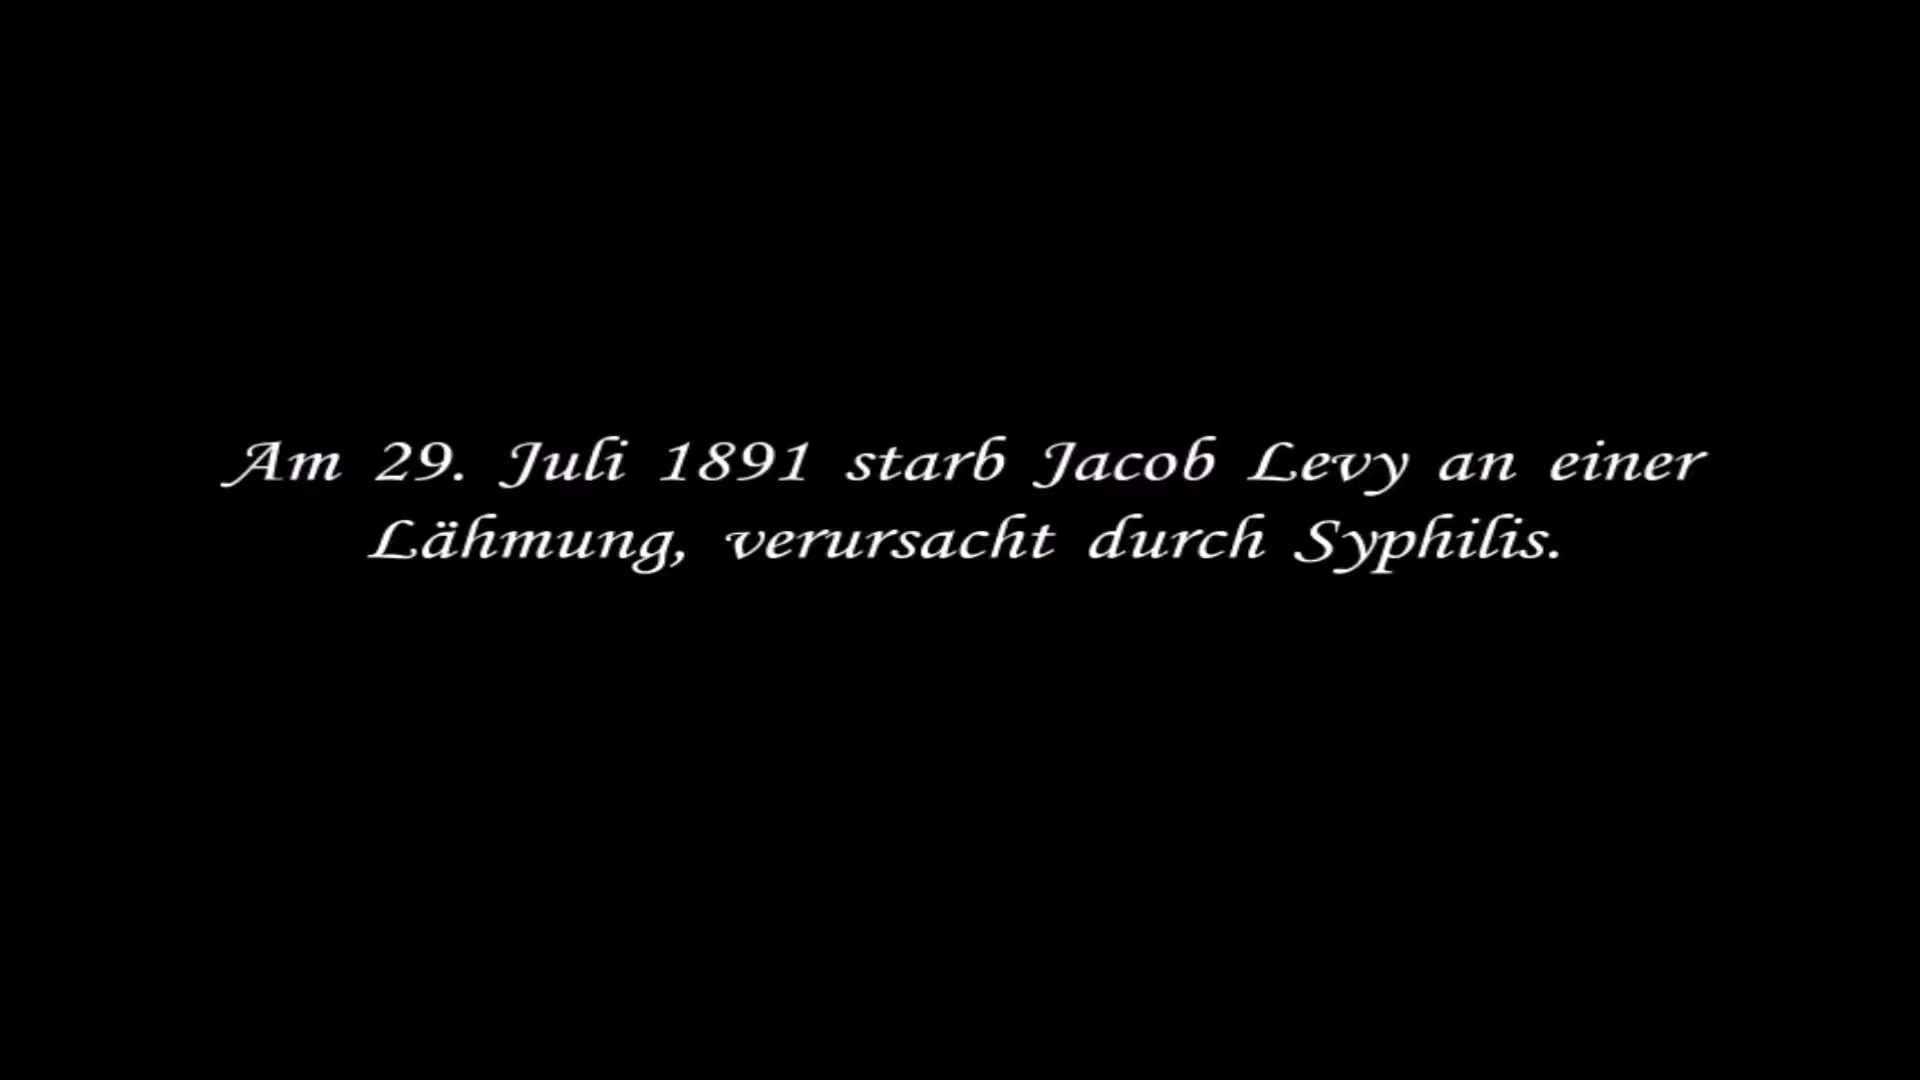 Am 29. Juli 1891 starb Jacob Levy an einer
Lähmung, verursacht durch Syphilis.